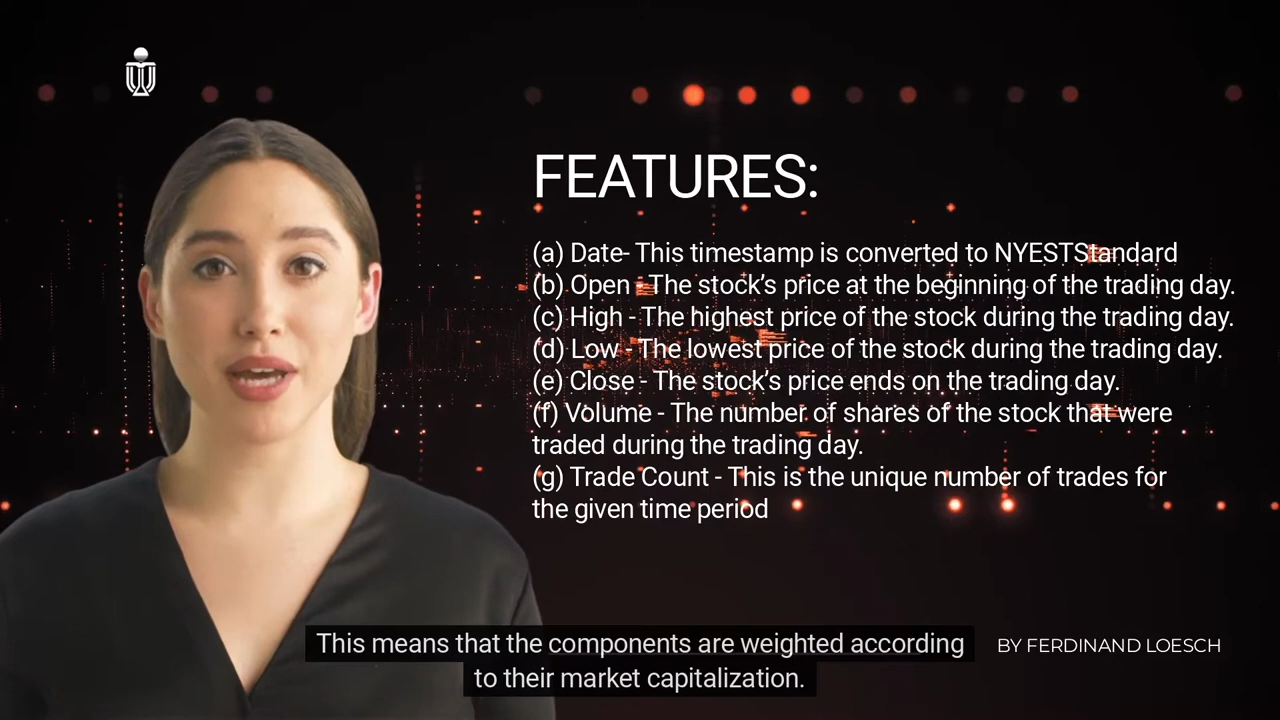 FEATURES:
(a) Date- This timestamp is converted to NYESTStandard
(b) Open - The stock’s price at the beginning of the trading day.
(c) High - The highest price of the stock during the trading day.
(d) Low - The lowest price of the stock during the trading day.
(e) Close - The stock’s price ends on the trading day.
(f) Volume - The number of shares of the stock that were
traded during the trading day.
(g) Trade Count - This is the unique number of trades for
the given time period
This means that the components are weighted according
to their market capitalization.
BY FERDINAND LOESCH